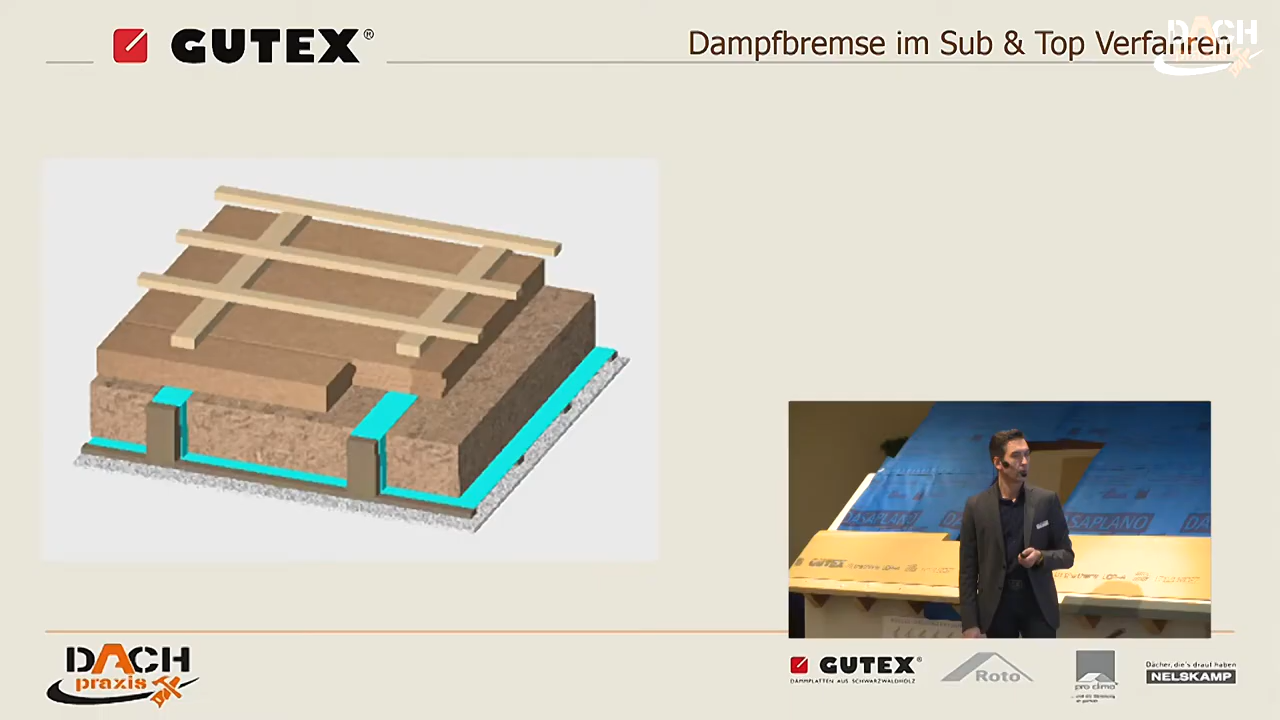 GUTEX®
Dampfbremse im Sub & Top Verfahren
DACH
praxis
DASAPLANO
GUTEX
DACH
praxis
GUTEX®
DÄMMPLATTEN AUS SCHWARZWALDHOLZ
Roto
pro clima
Dächer, die's drauf haben
NELSKAMP